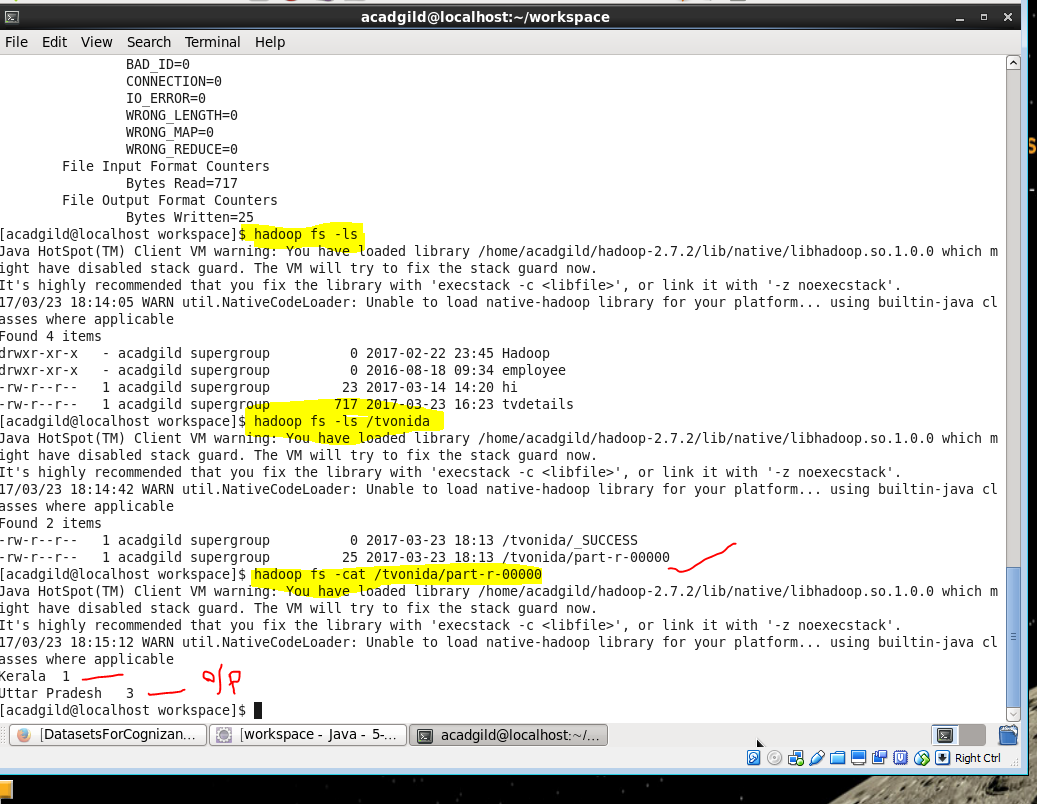 acadgild@localhost:~/workspace
File Edit View Search Terminal Help
BAD_ID=0
CONNECTION=0
IO_ERROR=0
WRONG_LENGTH=0
WRONG_MAP=0
WRONG_REDUCE=0
File Input Format Counters
Bytes Read=717
File Output Format Counters
Bytes Written=25
[acadgild@localhost workspace]$ hadoop fs -ls
Java HotSpot(TM) Client VM warning: You have loaded library /home/acadgild/hadoop-2.7.2/lib/native/libhadoop.so.1.0.0 which m
ight have disabled stack guard. The VM will try to fix the stack guard now.
It's highly recommended that you fix the library with 'execstack -c <libfile>', or link it with '-z noexecstack'.
17/03/23 18:14:05 WARN util.NativeCodeLoader: Unable to load native-hadoop library for your platform... using builtin-java cl
asses where applicable
Found 4 items
drwxr-xr-x   - acadgild supergroup          0 2017-02-22 23:45 Hadoop
drwxr-xr-x   - acadgild supergroup          0 2016-08-18 09:34 employee
-rw-r--r--   1 acadgild supergroup         23 2017-03-14 14:20 hi
-rw-r--r--   1 acadgild supergroup        717 2017-03-23 16:23 tvdetails
[acadgild@localhost workspace]$ hadoop fs -ls /tvonida
Java HotSpot(TM) Client VM warning: You have loaded library /home/acadgild/hadoop-2.7.2/lib/native/libhadoop.so.1.0.0 which m
ight have disabled stack guard. The VM will try to fix the stack guard now.
It's highly recommended that you fix the library with 'execstack -c <libfile>', or link it with '-z noexecstack'.
17/03/23 18:14:42 WARN util.NativeCodeLoader: Unable to load native-hadoop library for your platform... using builtin-java cl
asses where applicable
Found 2 items
-rw-r--r--   1 acadgild supergroup          0 2017-03-23 18:13 /tvonida/_SUCCESS
-rw-r--r--   1 acadgild supergroup         25 2017-03-23 18:13 /tvonida/part-r-00000
[acadgild@localhost workspace]$ hadoop fs -cat /tvonida/part-r-00000
Java HotSpot(TM) Client VM warning: You have loaded library /home/acadgild/hadoop-2.7.2/lib/native/libhadoop.so.1.0.0 which m
ight have disabled stack guard. The VM will try to fix the stack guard now.
It's highly recommended that you fix the library with 'execstack -c <libfile>', or link it with '-z noexecstack'.
17/03/23 18:15:12 WARN util.NativeCodeLoader: Unable to load native-hadoop library for your platform... using builtin-java cl
asses where applicable
Kerala  1
O/P
Uttar Pradesh   3
[acadgild@localhost workspace]$
[DatasetsForCognizan... [workspace - Java - 5-... acadgild@localhost:~/...
Right Ctrl